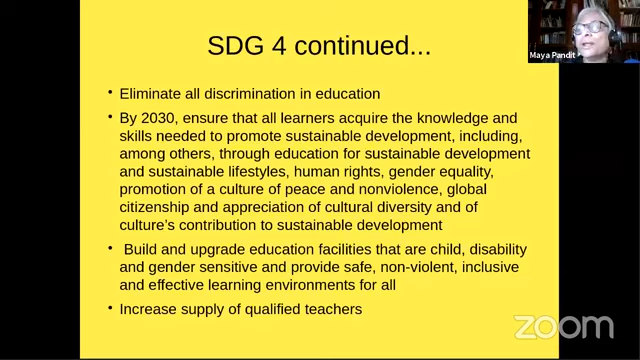 SDG 4 continued...
Maya Pandit
• Eliminate all discrimination in education
• By 2030, ensure that all learners acquire the knowledge and
skills needed to promote sustainable development, including,
among others, through education for sustainable development
and sustainable lifestyles, human rights, gender equality,
promotion of a culture of peace and nonviolence, global
citizenship and appreciation of cultural diversity and of
culture's contribution to sustainable development
• Build and upgrade education facilities that are child, disability
and gender sensitive and provide safe, non-violent, inclusive
and effective learning environments for all
• Increase supply of qualified teachers
zoom